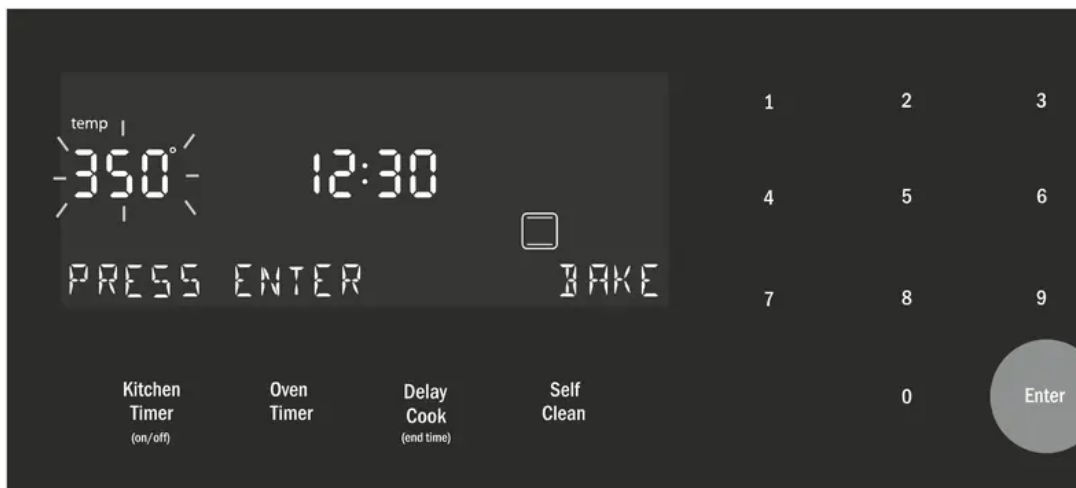 temp
350° 12:30
PRESS ENTER BAKE
Kitchen Timer (on/off)
Oven Timer
Delay Cook (end time)
Self Clean
1 2 3
4 5 6
7 8 9
0 Enter